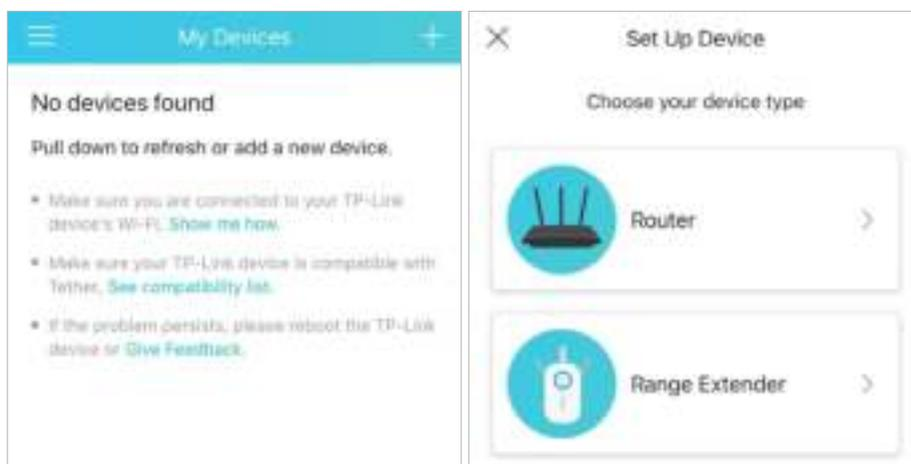 My Devices
No devices found
Pull down to refresh or add a new device.
Make sure you are connected to your TP-Link
device's Wi-Fi. Show me how.
Make sure your TP-Link device is compatible with
Tether. See compatibility list.
If the problem persists, please reboot the TP-Link
device or Give Feedback.
Set Up Device
Choose your device type
Router
Range Extender